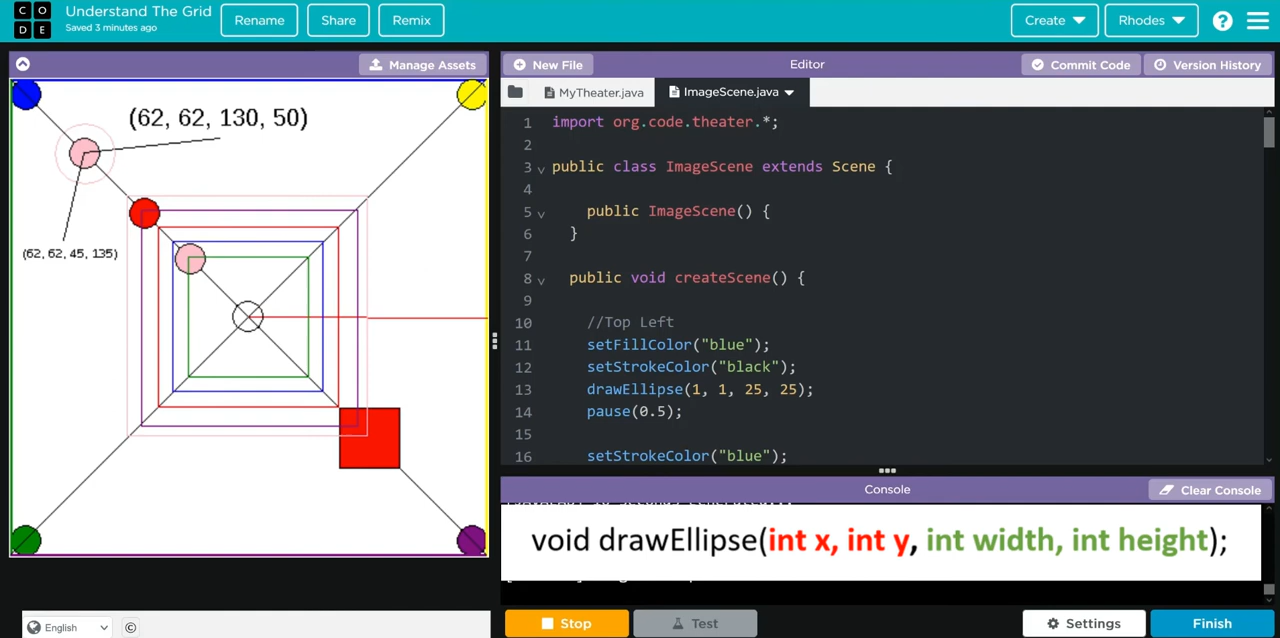 C O
D E
Understand The Grid
Saved 3 minutes ago
Rename
Share
Remix
Create
Rhodes
?
Manage Assets
New File
Editor
Commit Code
Version History
MyTheater.java
ImageScene.java
(62, 62, 130, 50)
(62, 62, 45, 135)
1 import org.code.theater.*;
2
3 public class ImageScene extends Scene {
4
5 public ImageScene() {
6 }
7
8 public void createScene() {
9
10 //Top Left
11 setFillColor("blue");
12 setStrokeColor("black");
13 drawEllipse(1, 1, 25, 25);
14 pause(0.5);
15
16 setStrokeColor("blue");
Console
Clear Console
void drawEllipse(int x, int y, int width, int height);
English
©
Stop
Test
Settings
Finish